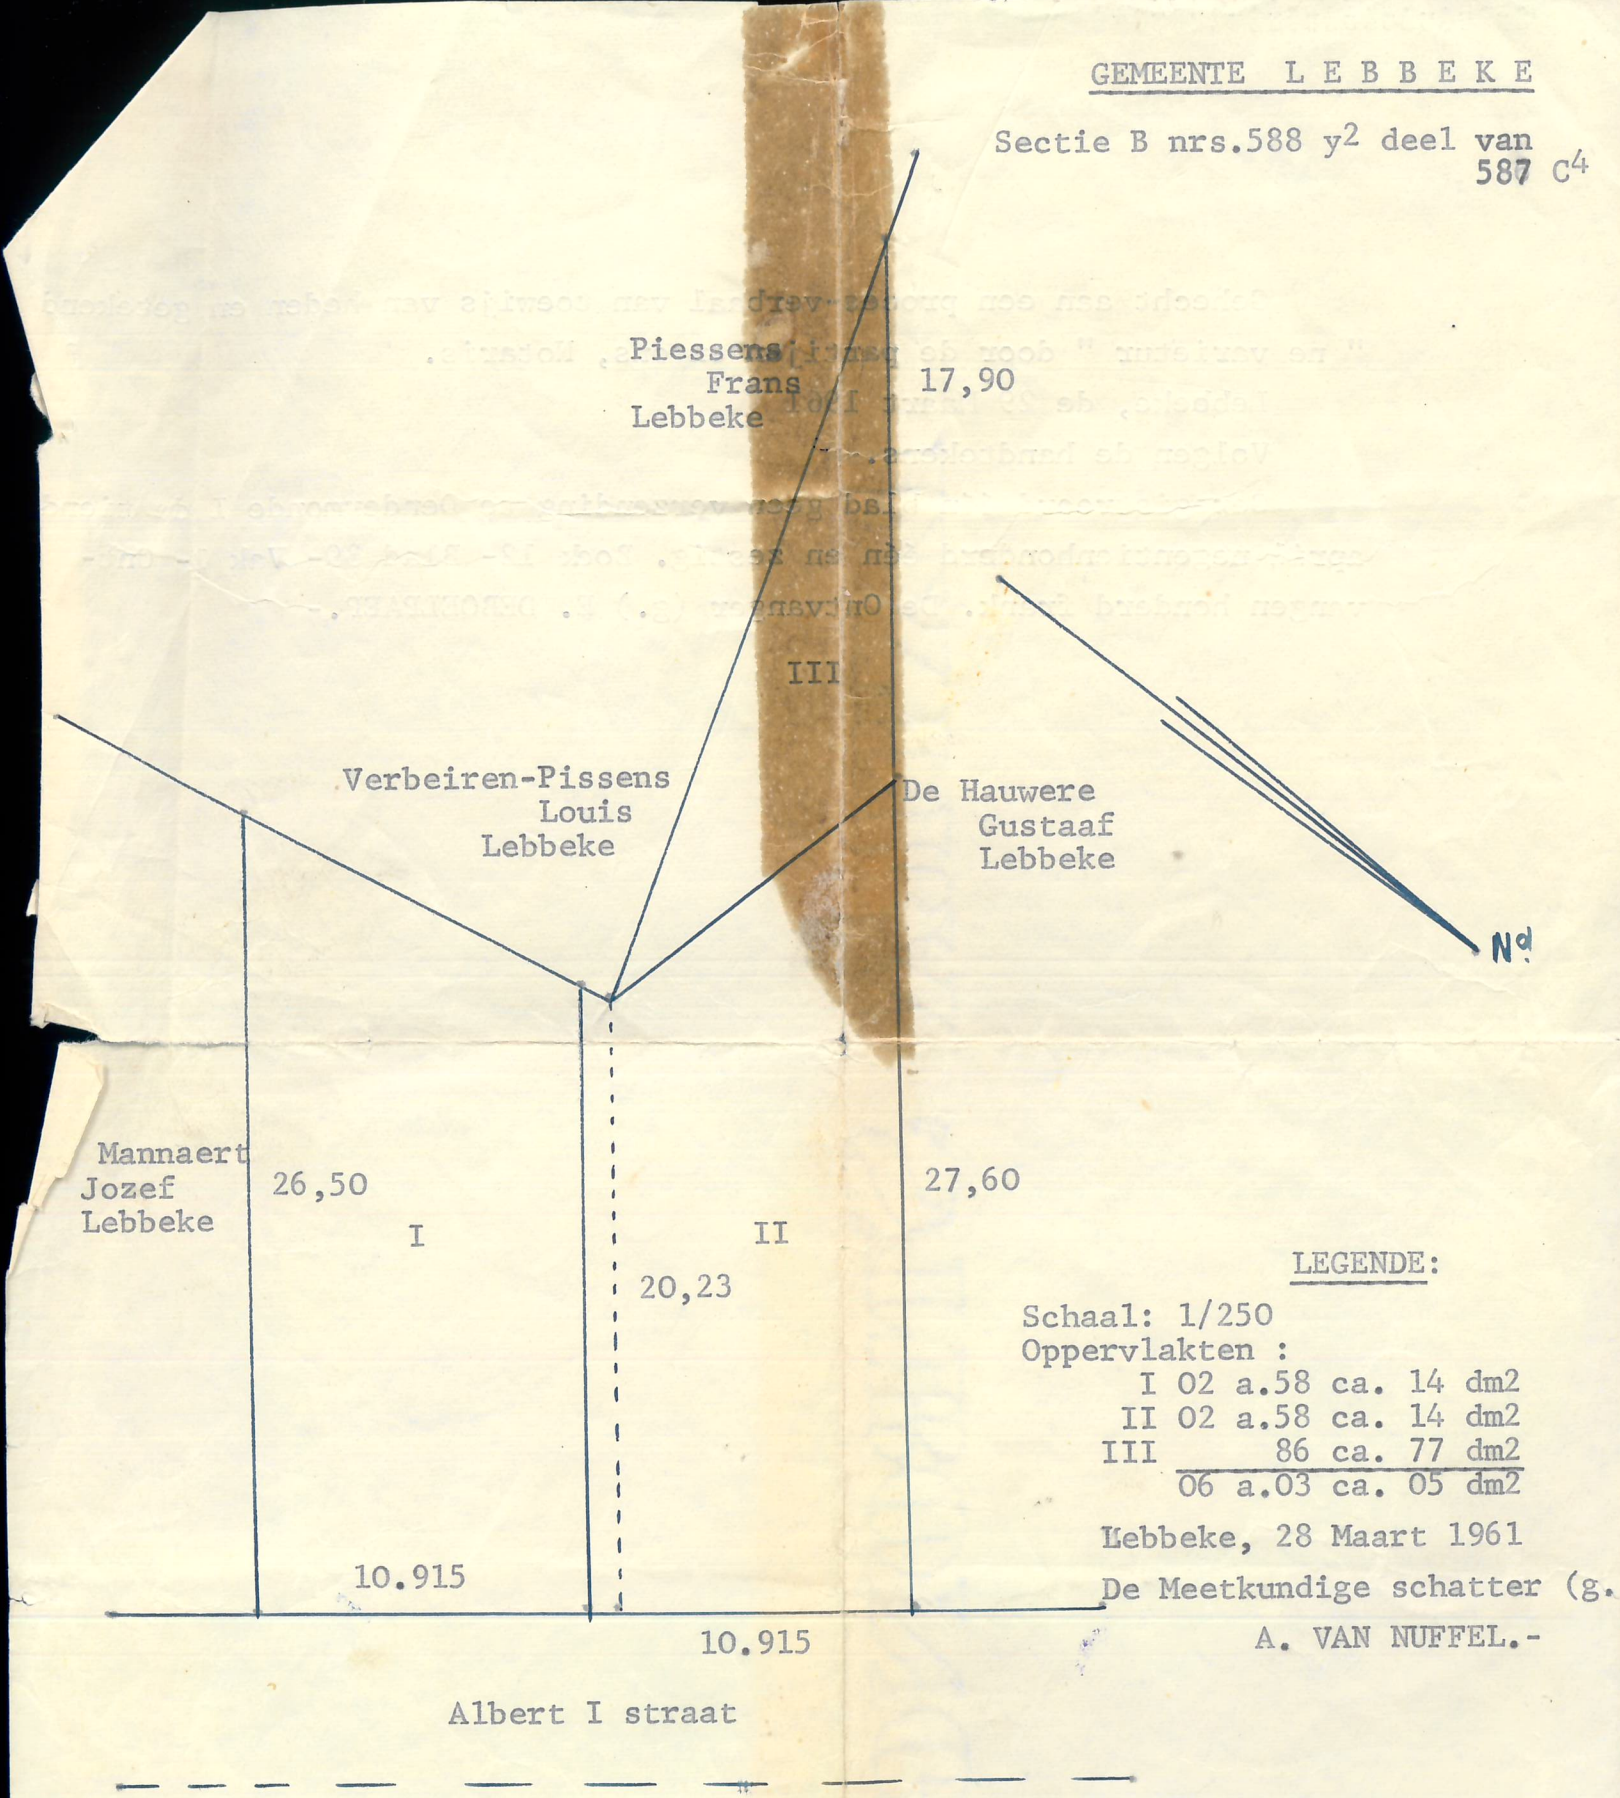 GEMEENTE L E B B E K E
Sectie B nrs.588 y2 deel van
587 C4
Piessens
Frans
Lebbeke
17,90
III
Verbeiren-Pissens
Louis
Lebbeke
De Hauwere
Gustaaf
Lebbeke
Nd
Mannaert
Jozef
Lebbeke
26,50
I
II
20,23
27,60
LEGENDE:
Schaal: 1/250
Oppervlakten :
I 02 a.58 ca. 14 dm2
II 02 a.58 ca. 14 dm2
III 86 ca. 77 dm2
06 a.03 ca. 05 dm2
Lebbeke, 28 Maart 1961
De Meetkundige schatter (g.
A. VAN NUFFEL.-
10.915
10.915
Albert I straat